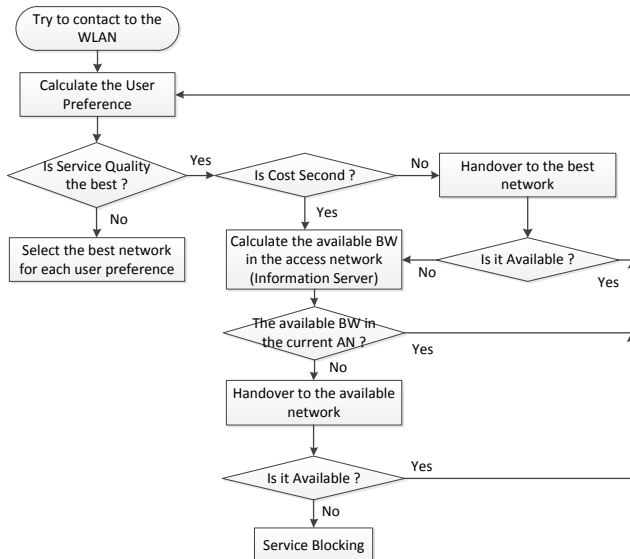 Try to contact to the
WLAN
Calculate the User
Preference
Is Service Quality
the best ?
Yes
Is Cost Second ?
No
Handover to the best
network
No
Yes
Select the best network
for each user preference
Calculate the available BW
in the access network
(Information Server)
No
Is it Available ?
Yes
The available BW in
the current AN ?
Yes
No
Handover to the available
network
Is it Available ?
Yes
No
Service Blocking